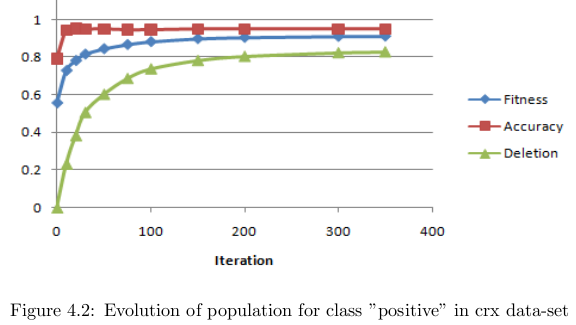 1
0.8
0.6
0.4
0.2
0
0 100 200 300 400
Iteration
Fitness
Accuracy
Deletion
Figure 4.2: Evolution of population for class ”positive” in crx data-set